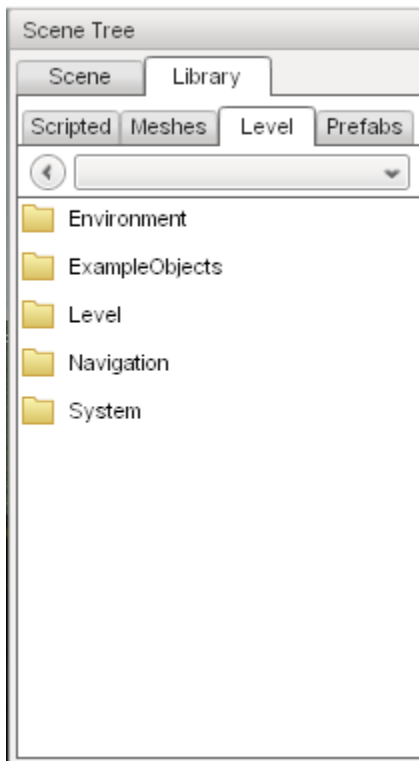 Scene Tree
Scene Library
Scripted Meshes Level Prefabs
Environment
ExampleObjects
Level
Navigation
System